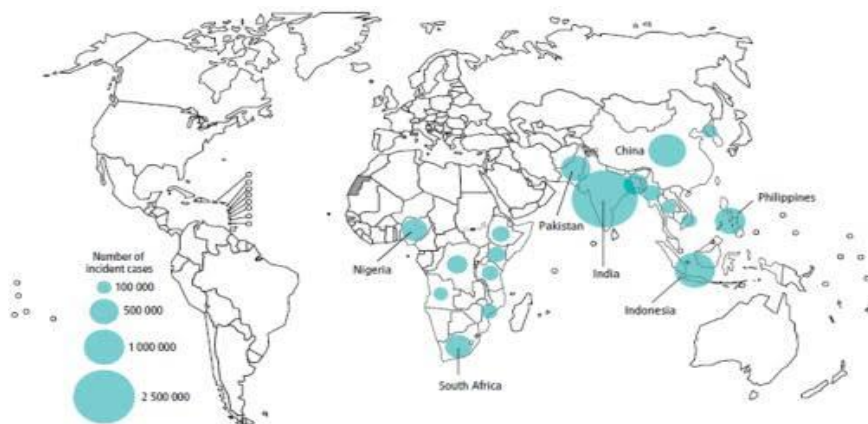 China
Philippines
Pakistan
Nigeria
India
Indonesia
South Africa
Number of
incident cases
100 000
500 000
1 000 000
2 500 000